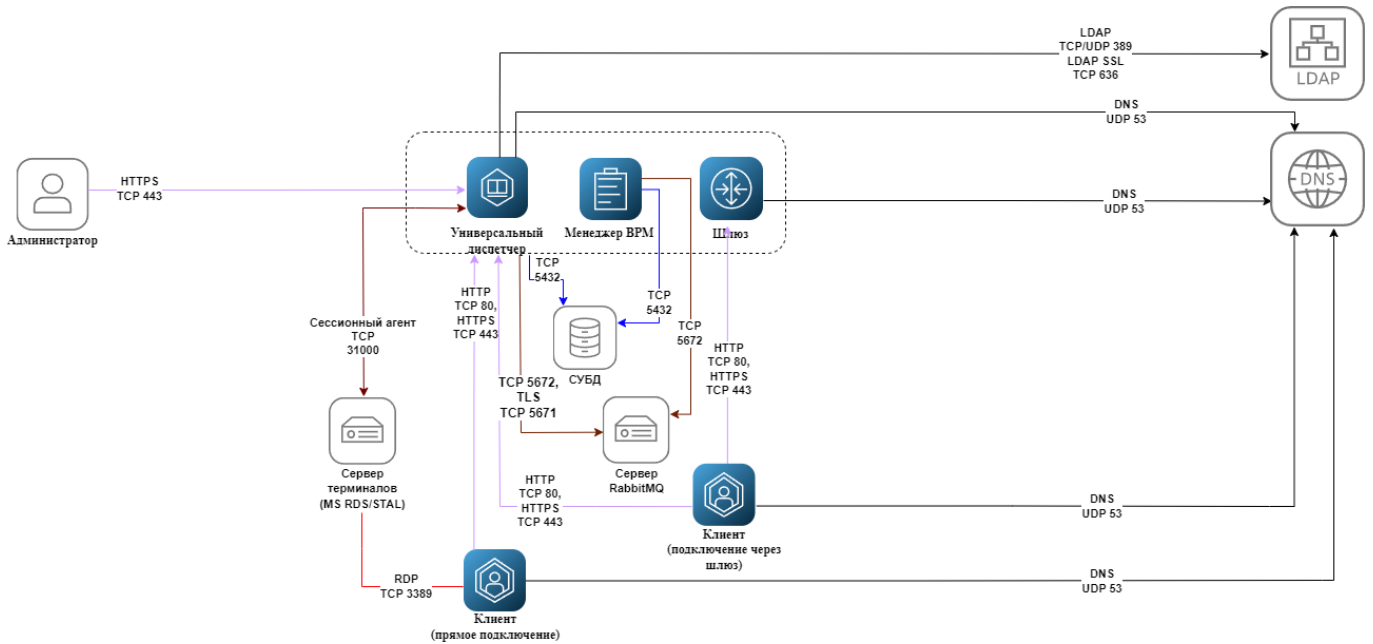 LDAP
TCP/UDP 389
LDAP SSL
TCP 636
LDAP
DNS
UDP 53
DNS
HTTPS
TCP 443
Администратор
Универсальный
диспетчер
Менеджер ВРМ
Шлюз
DNS
UDP 53
TCP
5432
HTTP
TCP 80,
HTTPS
TCP 443
TCP
5432
Сессионный агент
TCP
31000
TCP
5672
СУБД
HTTP
TCP 80,
HTTPS
TCP 443
TCP 5672,
TLS
TCP 5671
Сервер
терминалов
(MS RDS/STAL)
Сервер
RabbitMQ
HTTP
TCP 80,
HTTPS
TCP 443
DNS
UDP 53
Клиент
(подключение через
шлюз)
RDP
TCP 3389
DNS
UDP 53
Клиент
(прямое подключение)